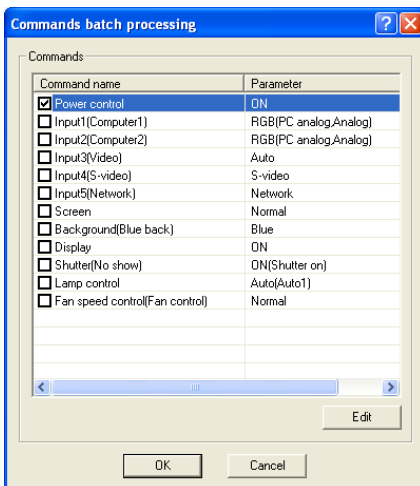 Commands batch processing
Commands
Command name Parameter
Power control ON
Input1(Computer1) RGB(PC analog,Analog)
Input2(Computer2) RGB(PC analog,Analog)
Input3(Video) Auto
Input4(S-video) S-video
Input5(Network) Network
Screen Normal
Background(Blue back) Blue
Display ON
Shutter(No show) ON(Shutter on)
Lamp control Auto(Auto1)
Fan speed control(Fan control) Normal
Edit
OK Cancel